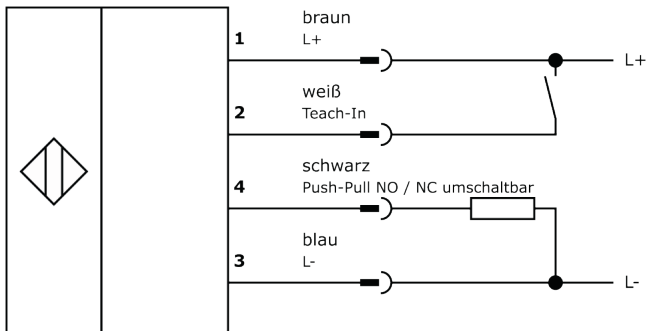 braun
1
L+
L+
weiß
2
Teach-In
schwarz
4
Push-Pull NO / NC umschaltbar
blau
3
L-
L-